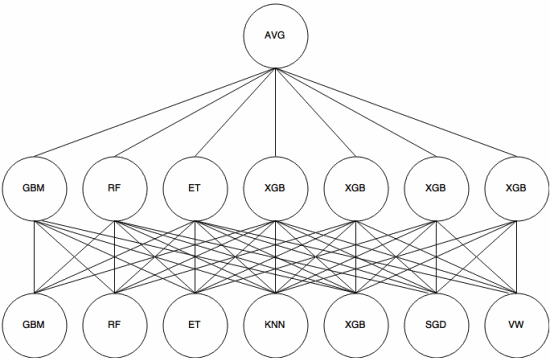 AVG
GBM RF ET XGB XGB XGB XGB
GBM RF ET KNN XGB SGD VW